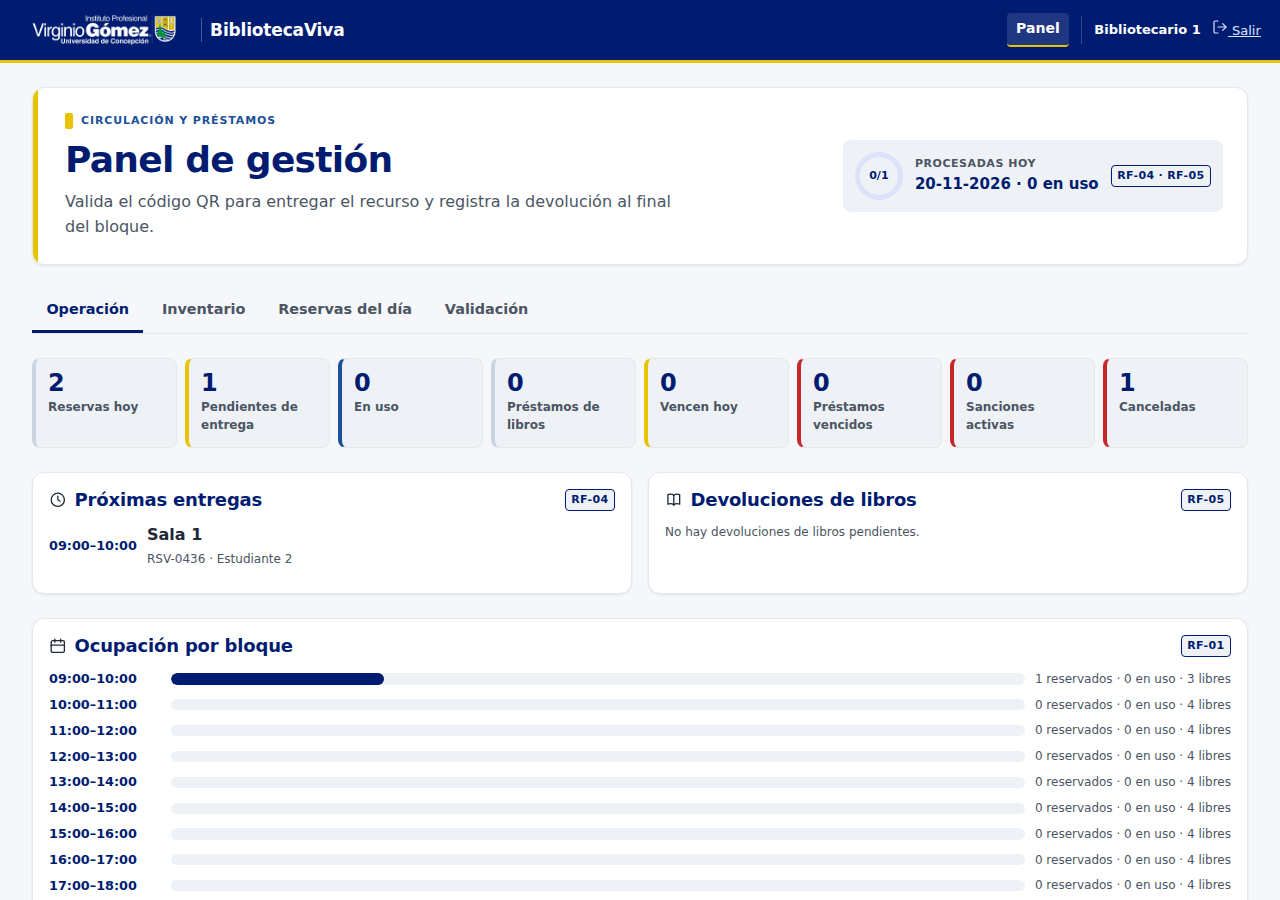 Instituto Profesional
VirginioGómez
Universidad de Concepción
BibliotecaViva
Panel
Bibliotecario 1
Salir
CIRCULACIÓN Y PRÉSTAMOS
Panel de gestión
Valida el código QR para entregar el recurso y registra la devolución al final
del bloque.
0/1
PROCESADAS HOY
20-11-2026 · 0 en uso
RF-04 · RF-05
Operación
Inventario
Reservas del día
Validación
2
Reservas hoy
1
Pendientes de
entrega
0
En uso
0
Préstamos de
libros
0
Vencen hoy
0
Préstamos
vencidos
0
Sanciones
activas
1
Canceladas
Próximas entregas
RF-04
09:00–10:00
Sala 1
RSV-0436 · Estudiante 2
Devoluciones de libros
RF-05
No hay devoluciones de libros pendientes.
Ocupación por bloque
RF-01
09:00–10:00 1 reservados · 0 en uso · 3 libres
10:00–11:00 0 reservados · 0 en uso · 4 libres
11:00–12:00 0 reservados · 0 en uso · 4 libres
12:00–13:00 0 reservados · 0 en uso · 4 libres
13:00–14:00 0 reservados · 0 en uso · 4 libres
14:00–15:00 0 reservados · 0 en uso · 4 libres
15:00–16:00 0 reservados · 0 en uso · 4 libres
16:00–17:00 0 reservados · 0 en uso · 4 libres
17:00–18:00 0 reservados · 0 en uso · 4 libres